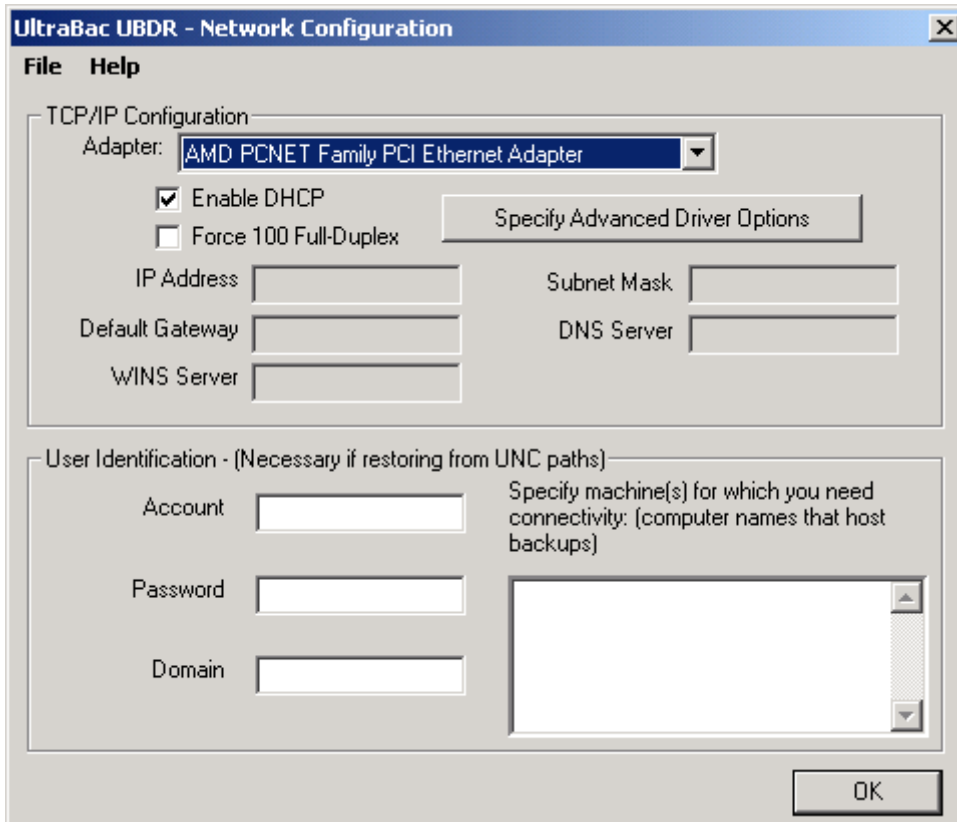 UltraBac UBDR - Network Configuration
File Help
TCP/IP Configuration
Adapter: AMD PCNET Family PCI Ethernet Adapter
Enable DHCP
Specify Advanced Driver Options
Force 100 Full-Duplex
IP Address
Subnet Mask
Default Gateway
DNS Server
WINS Server
User Identification - (Necessary if restoring from UNC paths)
Account
Specify machine(s) for which you need
connectivity: (computer names that host
backups)
Password
Domain
OK